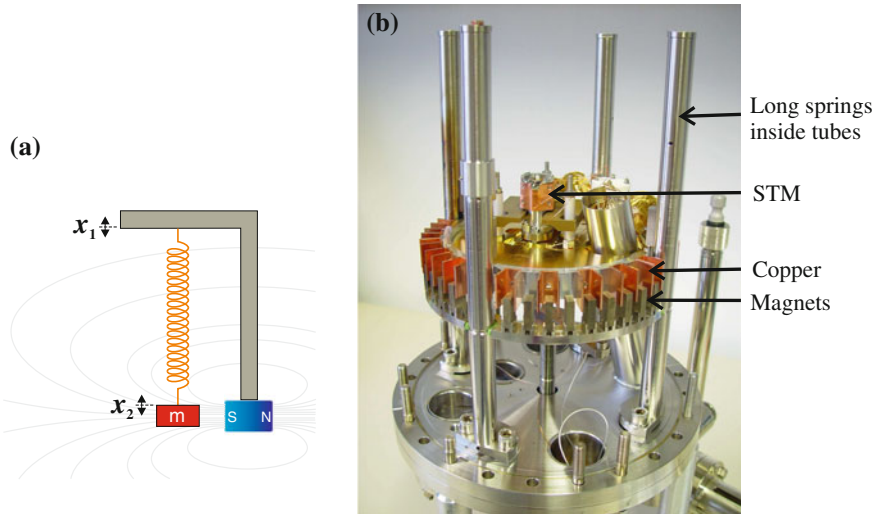 (a)
x1
x2
m
S N
(b)
Long springs
inside tubes
STM
Copper
Magnets